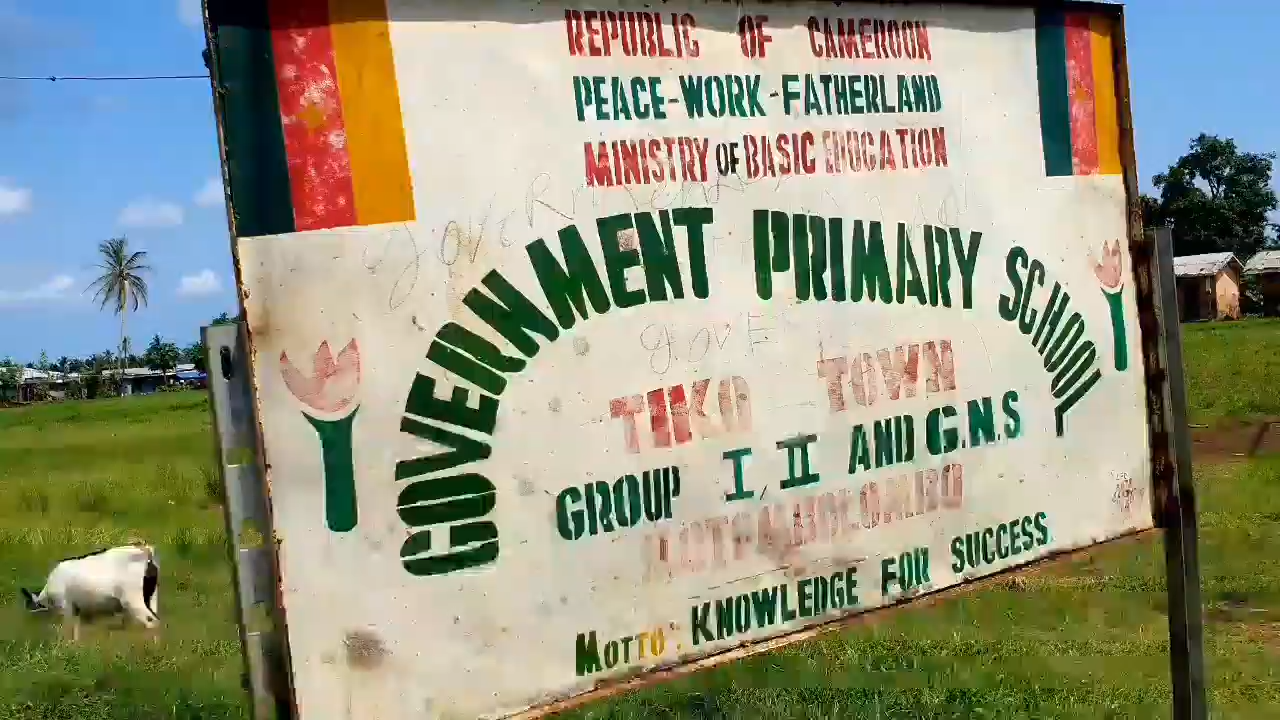 REPUBLIC OF CAMEROON
PEACE-WORK-FATHERLAND
MINISTRY OF BASIC EDUCATION
GOVERNMENT PRIMARY SCHOOL
TIKO TOWN
GROUP I, II AND G.N.S
MOTTO: KNOWLEDGE FOR SUCCESS.